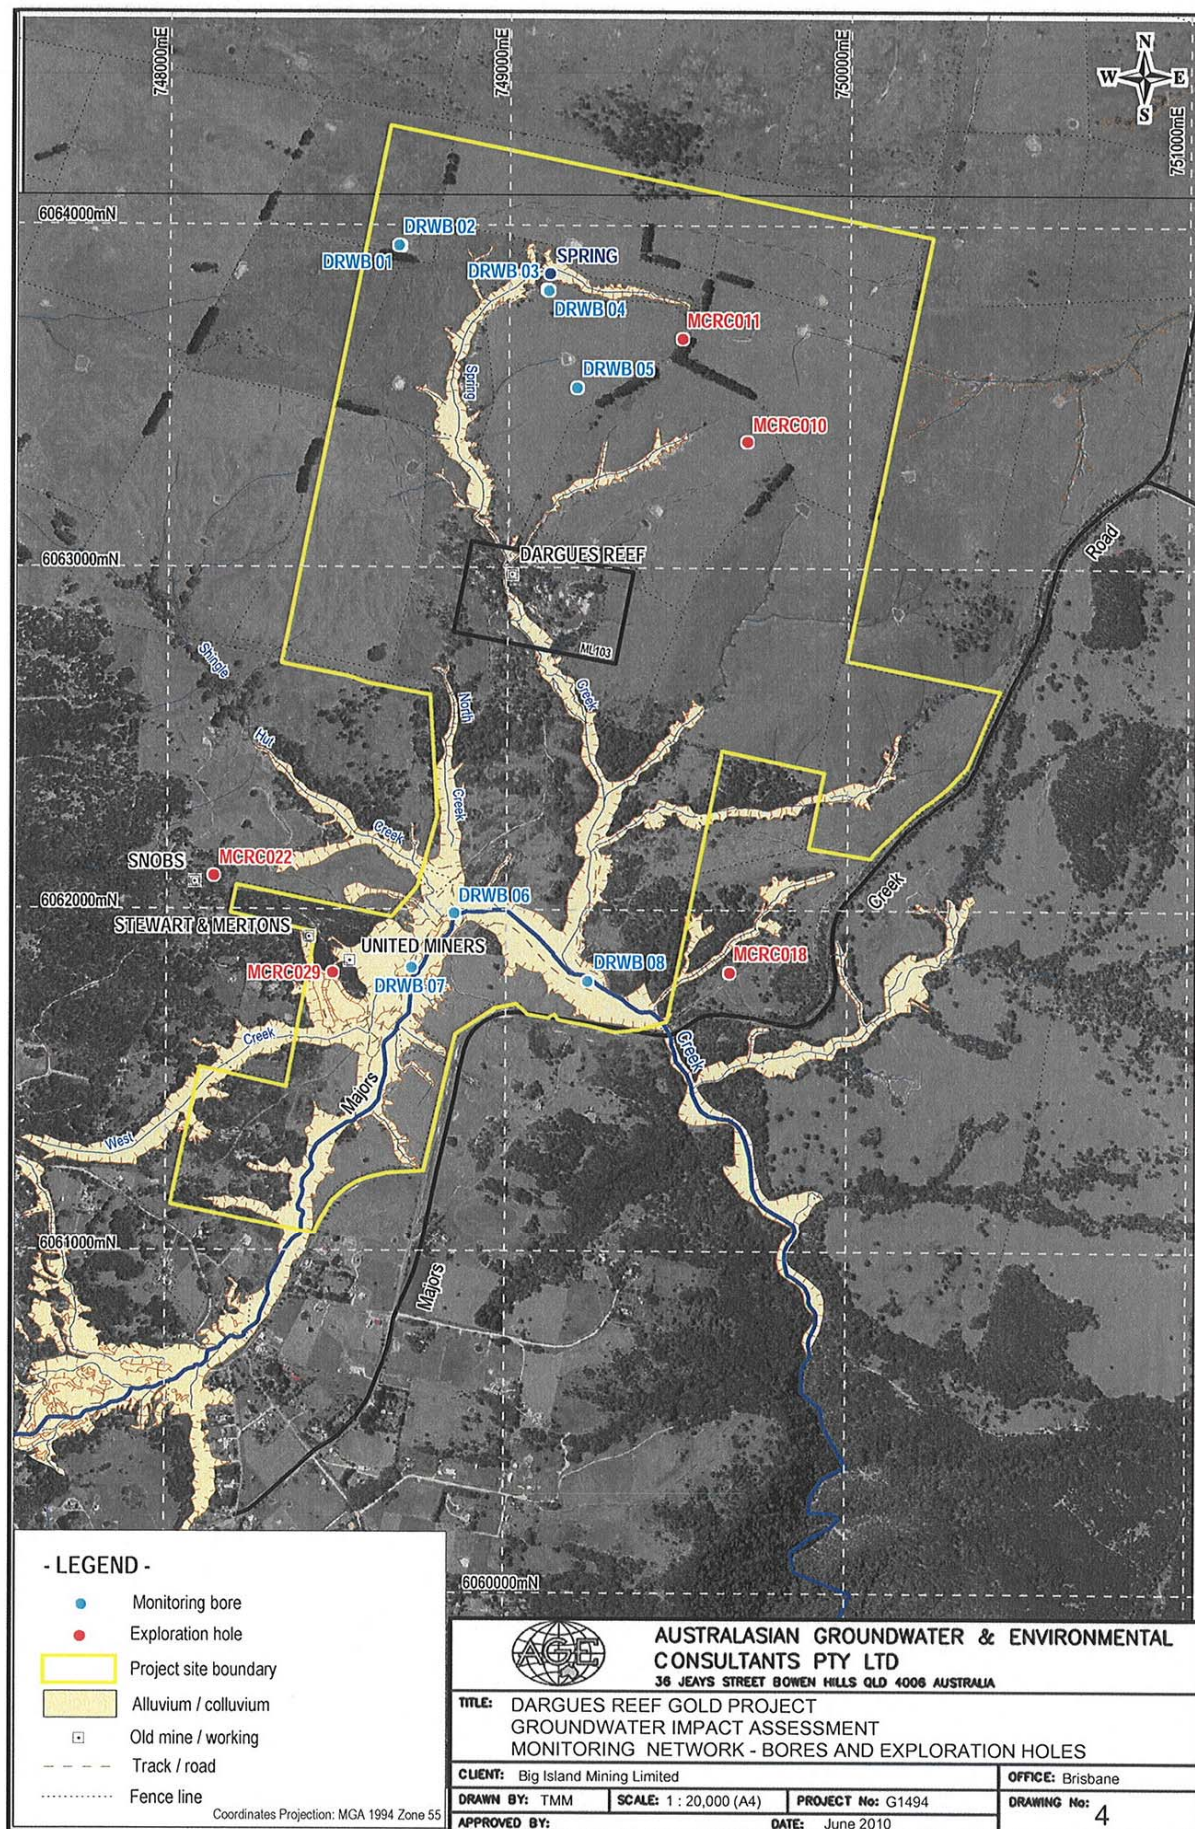 748000mE
749000mE
750000mE
751000mE
N
W
E
S
6064000mN
DRWB 02
DRWB 01
DRWB 03
SPRING
DRWB 04
MCRC011
DRWB 05
Spring
MCRC010
6063000mN
DARGUES REEF
Road
ML103
Shingle
North
Creek
Hut
Creek
Creek
SNOBS
MCRC022
Creek
6062000mN
DRWB 06
STEWART & MERTONS
UNITED MINERS
MCRC029
DRWB 07
DRWB 08
MCRC018
Creek
Creek
Majors
West
6061000mN
Majors
6060000mN
- LEGEND -
Monitoring bore
Exploration hole
Project site boundary
Alluvium / colluvium
Old mine / working
Track / road
Fence line
Coordinates Projection: MGA 1994 Zone 55
AGE
AUSTRALASIAN GROUNDWATER & ENVIRONMENTAL
CONSULTANTS PTY LTD
36 JEAYS STREET BOWEN HILLS QLD 4006 AUSTRALIA
TITLE: DARGUES REEF GOLD PROJECT
GROUNDWATER IMPACT ASSESSMENT
MONITORING NETWORK - BORES AND EXPLORATION HOLES
CLIENT: Big Island Mining Limited
OFFICE: Brisbane
DRAWN BY: TMM
SCALE: 1 : 20,000 (A4)
PROJECT No: G1494
DRAWING No: 4
APPROVED BY:
DATE: June 2010